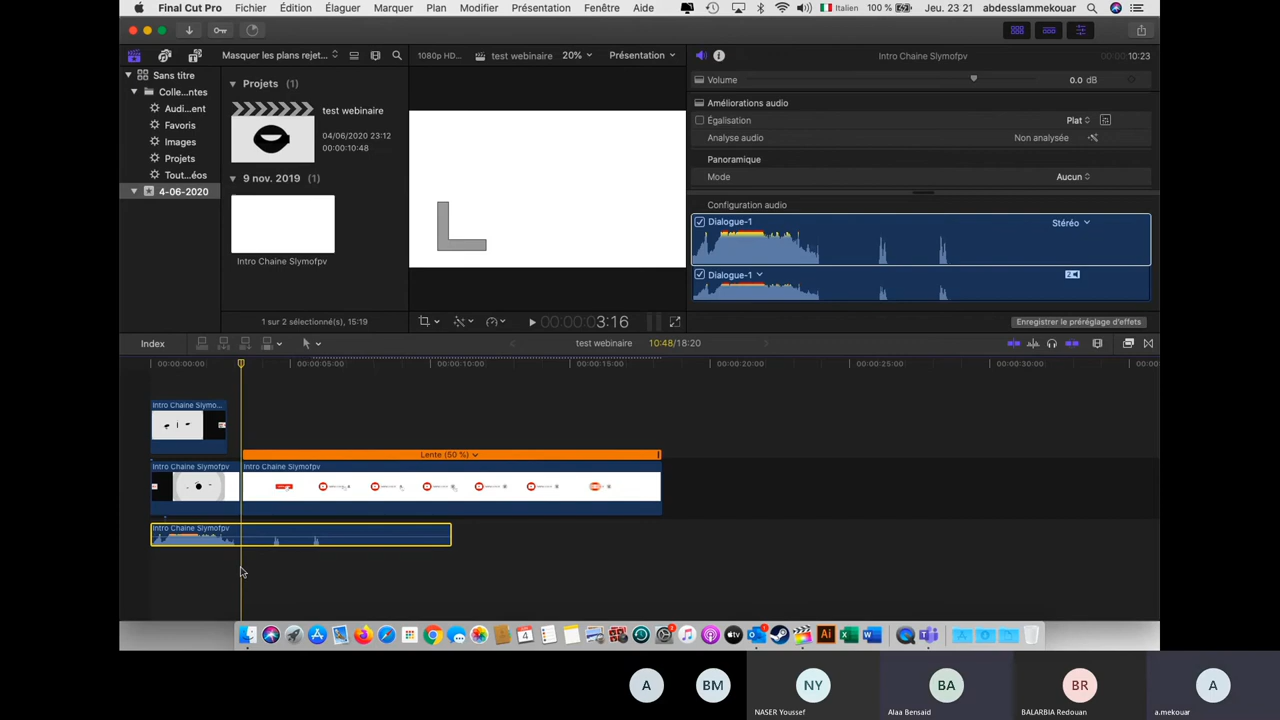 Final Cut Pro Fichier Édition Élaguer Marquer Plan Modifier Présentation Fenêtre Aide Italien 100 % Jeu. 23 21 abdesslammekouar
Masquer les plans rejet... 1080p HD... test webinaire 20% Présentation Intro Chaine Slymofpv 10:23
Sans titre
Colle...ntes
Audi...ent
Favoris
Images
Projets
Tout...éos
4-06-2020
Projets (1)
test webinaire
04/06/2020 23:12
00:00:10:48
9 nov. 2019 (1)
Intro Chaine Slymofpv
1 sur 2 sélectionné(s), 15:19
3:16
Volume 0.0 dB
Améliorations audio
Égalisation Plat
Analyse audio Non analysée
Panoramique
Mode Aucun
Configuration audio
Dialogue-1 Stéréo
Dialogue-1 2
Enregistrer le préréglage d'effets
Index test webinaire 10:48/18:20
00:00:00:00 00:00:05:00 00:00:10:00 00:00:15:00 00:00:20:00 00:00:25:00 00:00:30:00 00:00
Intro Chaine Slymo...
Lente (50 %)
Intro Chaine Slymofpv Intro Chaine Slymofpv
Intro Chaine Slymofpv
A BM NY BA BR A
NASER Youssef Alaa Bensaid BALARBIA Redouan a.mekouar